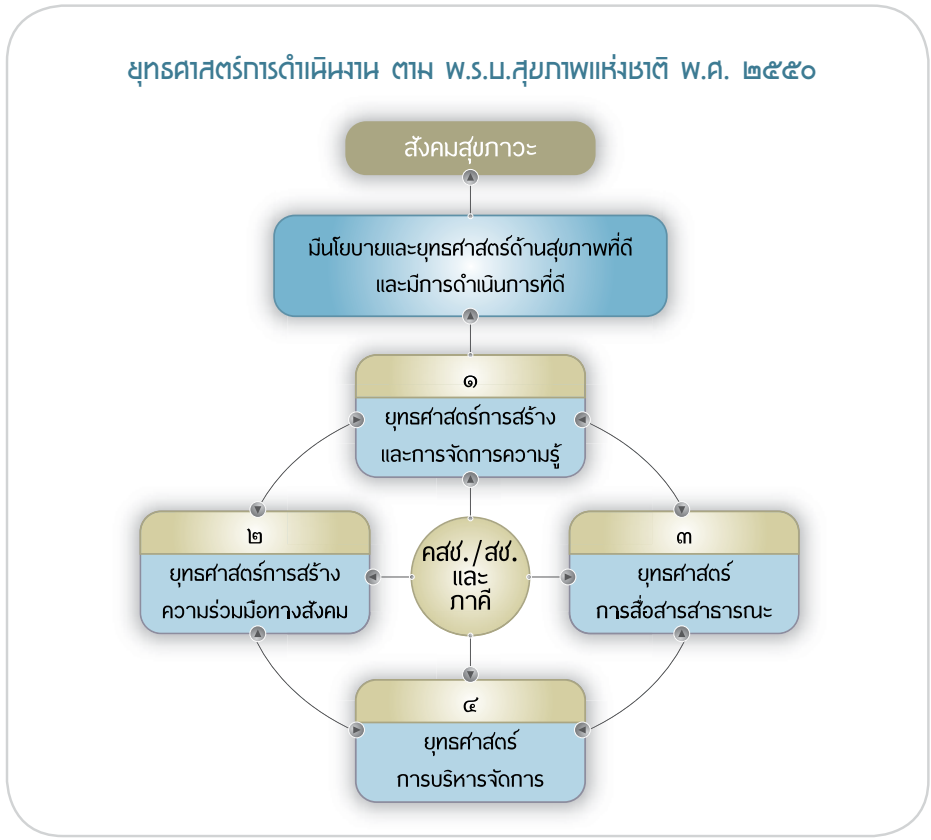 ยุทธศาสตร์การดำเนินงาน ตาม พ.ร.บ.สุขภาพแห่งชาติ พ.ศ. ๒๕๕๐
สังคมสุขภาวะ
มีนโยบายและยุทธศาสตร์ด้านสุขภาพที่ดี
และมีการดำเนินการที่ดี
๑
ยุทธศาสตร์การสร้าง
และการจัดการความรู้
๒
ยุทธศาสตร์การสร้าง
ความร่วมมือทางสังคม
คสช./สช.
และ
ภาคี
๓
ยุทธศาสตร์
การสื่อสารสาธารณะ
๔
ยุทธศาสตร์
การบริหารจัดการ